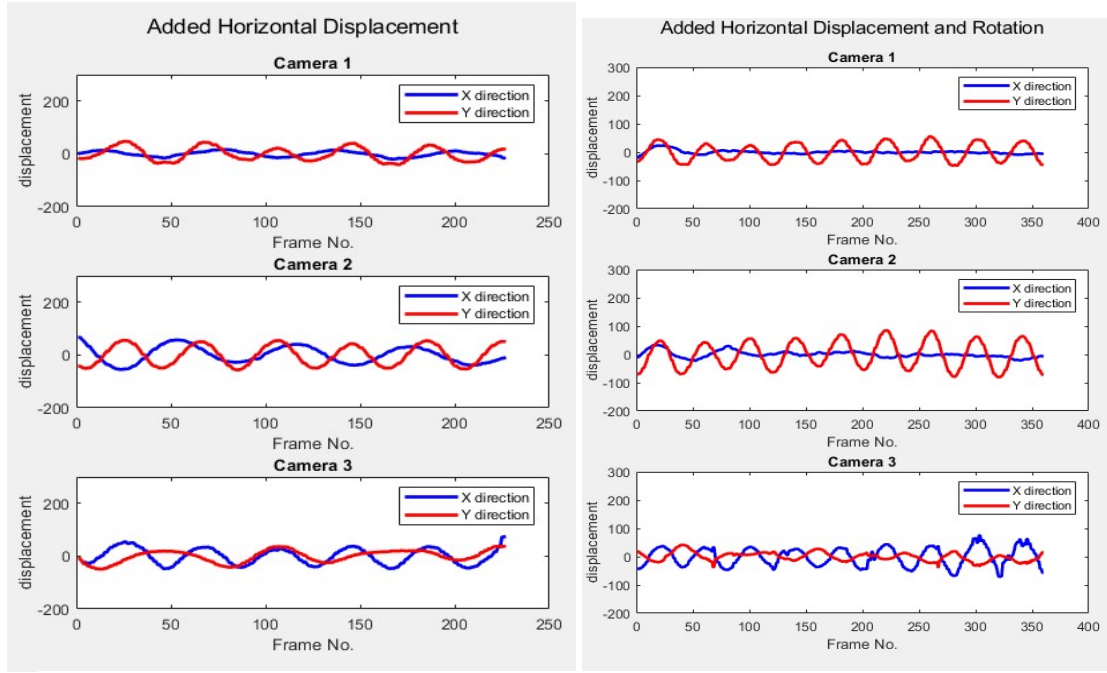 Added Horizontal Displacement
Camera 1
X direction
Y direction
200
0
-200
displacement
0 50 100 150 200 250
Frame No.
Camera 2
X direction
Y direction
200
0
-200
displacement
0 50 100 150 200 250
Frame No.
Camera 3
X direction
Y direction
200
0
-200
displacement
0 50 100 150 200 250
Frame No.
Added Horizontal Displacement and Rotation
Camera 1
X direction
Y direction
300
200
100
0
-100
-200
displacement
0 50 100 150 200 250 300 350 400
Frame No.
Camera 2
X direction
Y direction
300
200
100
0
-100
-200
displacement
0 50 100 150 200 250 300 350 400
Frame No.
Camera 3
X direction
Y direction
300
200
100
0
-100
-200
displacement
0 50 100 150 200 250 300 350 400
Frame No.